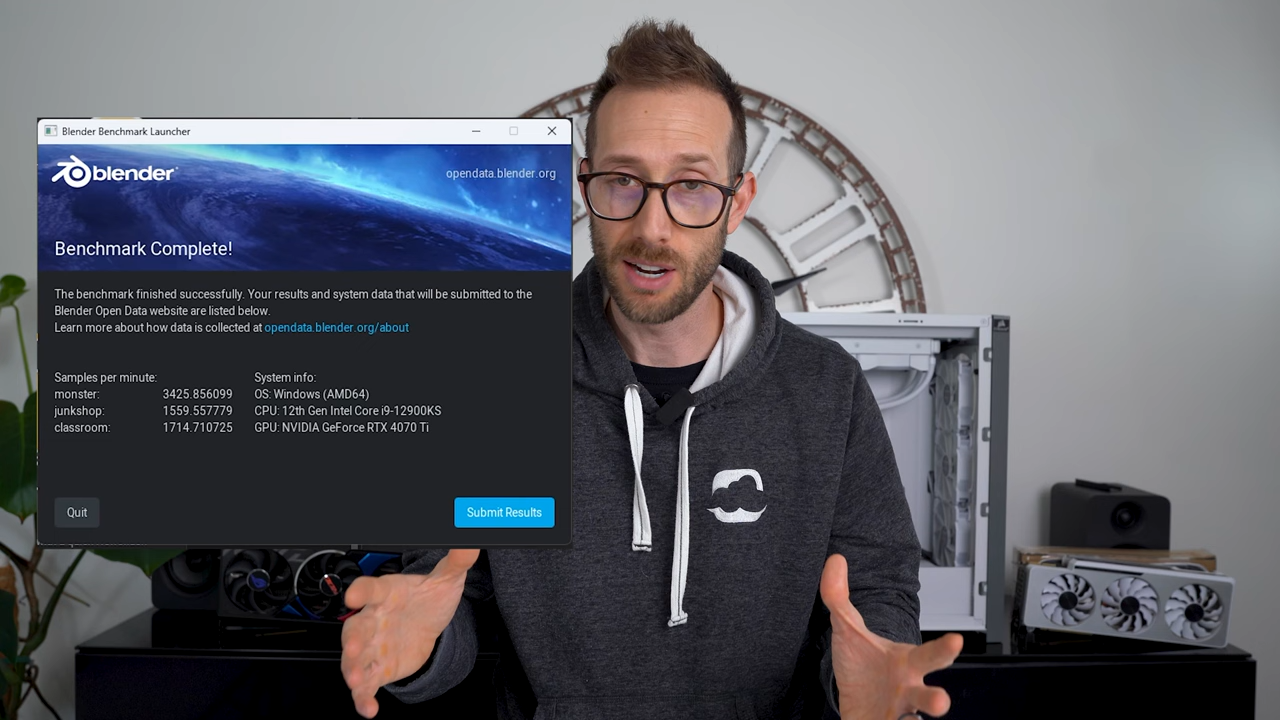 Blender Benchmark Launcher
blender
opendata.blender.org
Benchmark Complete!
The benchmark finished successfully. Your results and system data that will be submitted to the
Blender Open Data website are listed below.
Learn more about how data is collected at opendata.blender.org/about
Samples per minute:
monster: 3425.856099
junkshop: 1559.557779
classroom: 1714.710725
System info:
OS: Windows (AMD64)
CPU: 12th Gen Intel Core i9-12900KS
GPU: NVIDIA GeForce RTX 4070 Ti
Quit
Submit Results